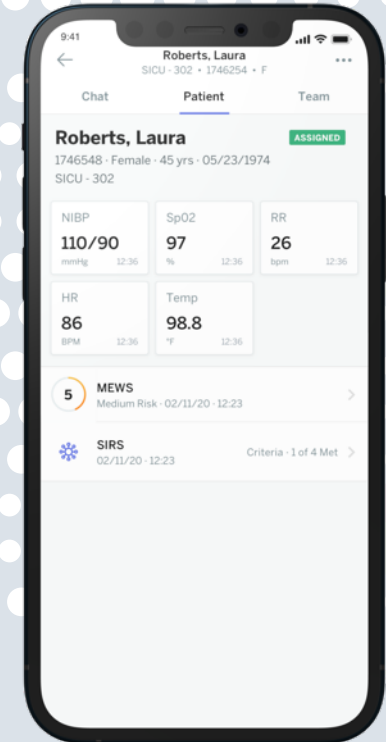 9:41
Roberts, Laura
SICU - 302 • 1746254 • F
Chat Patient Team
Roberts, Laura ASSIGNED
1746548 · Female · 45 yrs · 05/23/1974
SICU - 302
NIBP Sp02 RR
110/90 97 26
mmHg 12:36 % 12:36 bpm 12:36
HR Temp
86 98.8
BPM 12:36 °F 12:36
5 MEWS
Medium Risk · 02/11/20 · 12:23
SIRS
02/11/20 · 12:23 Criteria · 1 of 4 Met